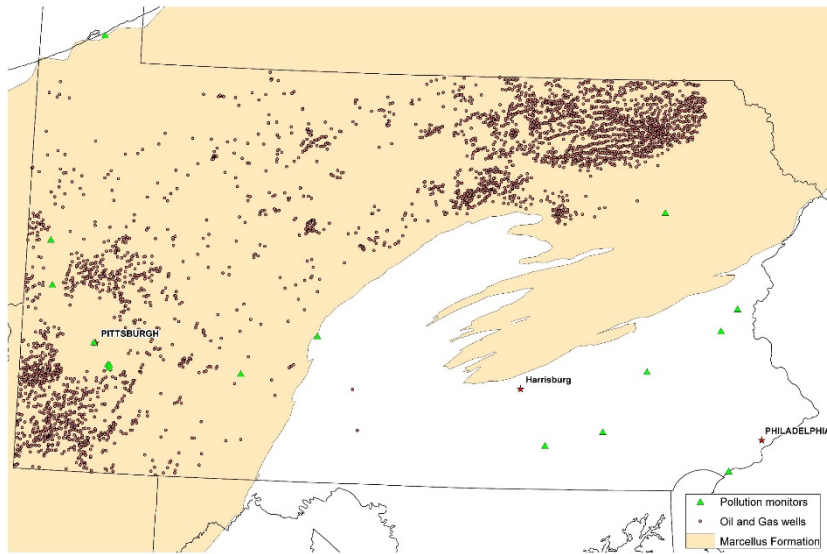 PITTSBURGH
Harrisburg
PHILADELPHIA
Pollution monitors
Oil and Gas wells
Marcellus Formation